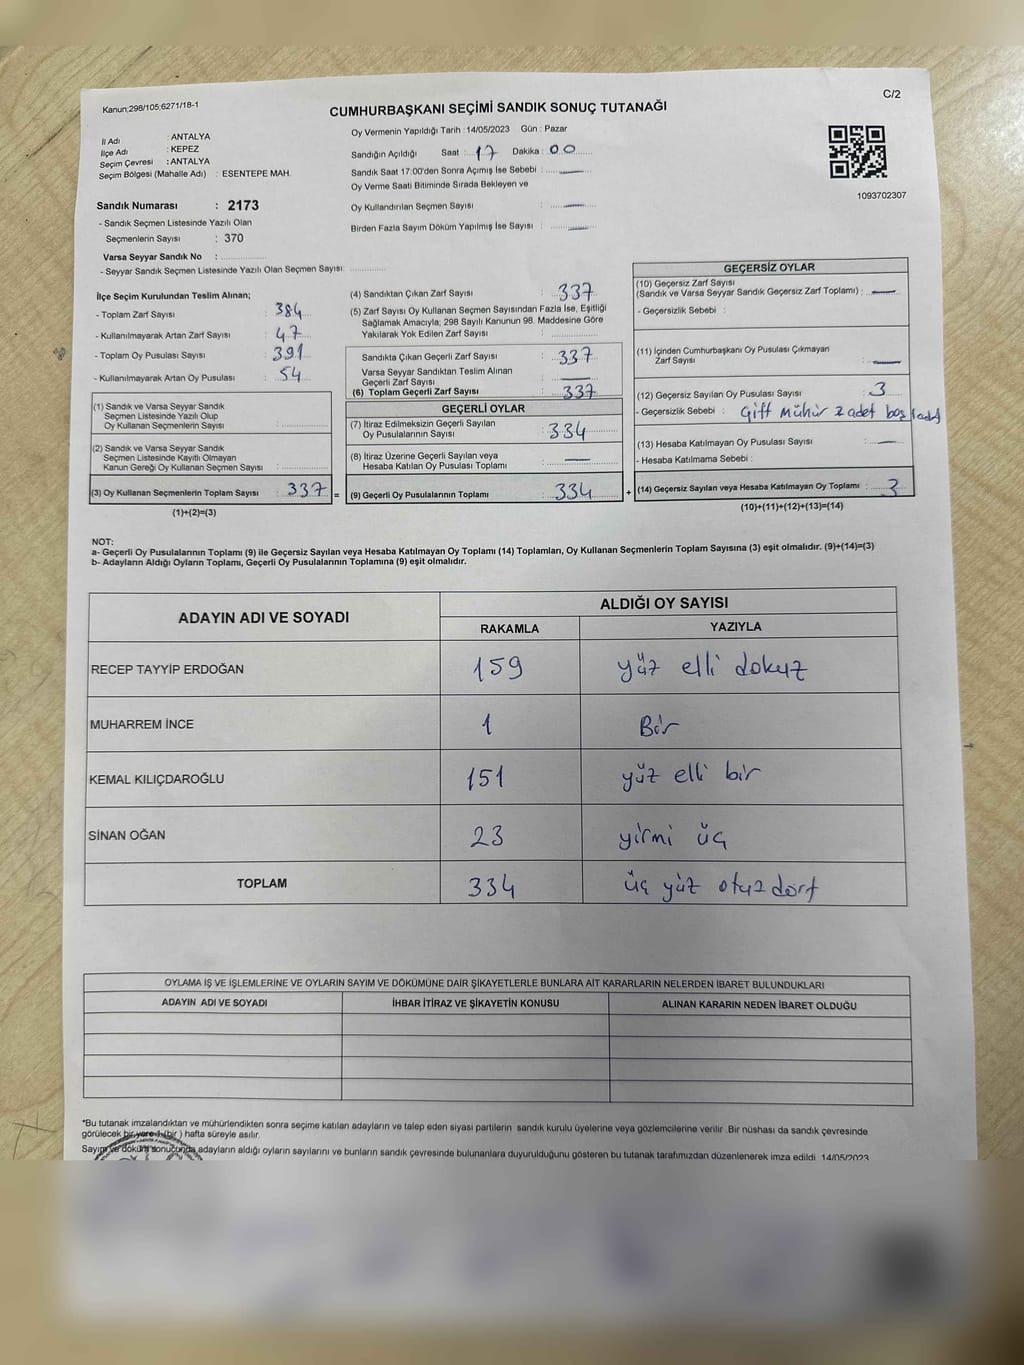 Kanun;298/105;6271/18-1
C/2
CUMHURBAŞKANI SEÇİMİ SANDIK SONUÇ TUTANAĞI
İl Adı : ANTALYA
İlçe Adı : KEPEZ
Seçim Çevresi : ANTALYA
Seçim Bölgesi (Mahalle Adı) : ESENTEPE MAH.
Sandık Numarası : 2173
- Sandık Seçmen Listesinde Yazılı Olan
Seçmenlerin Sayısı : 370
Varsa Seyyar Sandık No :
- Seyyar Sandık Seçmen Listesinde Yazılı Olan Seçmen Sayısı:
Oy Vermenin Yapıldığı Tarih : 14/05/2023 Gün : Pazar
Sandığın Açıldığı Saat : 17 Dakika : 00
Sandık Saat 17:00'den Sonra Açımış İse Sebebi :
Oy Verme Saati Bitiminde Sırada Bekleyen ve
Oy Kullandırılan Seçmen Sayısı :
Birden Fazla Sayım Döküm Yapılmış İse Sayısı :
1093702307
İlçe Seçim Kurulundan Teslim Alınan;
- Toplam Zarf Sayısı : 384
- Kullanılmayarak Artan Zarf Sayısı : 47
- Toplam Oy Pusulası Sayısı : 391
- Kullanılmayarak Artan Oy Pusulası : 54
(1) Sandık ve Varsa Seyyar Sandık
Seçmen Listesinde Yazılı Olup
Oy Kullanan Seçmenlerin Sayısı :
(2) Sandık ve Varsa Seyyar Sandık
Seçmen Listesinde Kayıtlı Olmayan
Kanun Gereği Oy Kullanan Seçmen Sayısı :
(3) Oy Kullanan Seçmenlerin Toplam Sayısı : 337 =
(1)+(2)=(3)
(4) Sandıktan Çıkan Zarf Sayısı : 337
(5) Zarf Sayısı Oy Kullanan Seçmen Sayısından Fazla İse, Eşitliği
Sağlamak Amacıyla; 298 Sayılı Kanunun 98. Maddesine Göre
Yakılarak Yok Edilen Zarf Sayısı :
Sandıkta Çıkan Geçerli Zarf Sayısı : 337
Varsa Seyyar Sandıktan Teslim Alınan
Geçerli Zarf Sayısı :
(6) Toplam Geçerli Zarf Sayısı : 337
GEÇERLİ OYLAR
(7) İtiraz Edilmeksizin Geçerli Sayılan
Oy Pusulalarının Sayısı : 334
(8) İtiraz Üzerine Geçerli Sayılan veya
Hesaba Katılan Oy Pusulası Toplamı :
(9) Geçerli Oy Pusulalarının Toplamı : 334 +
GEÇERSİZ OYLAR
(10) Geçersiz Zarf Sayısı
(Sandık ve Varsa Seyyar Sandık Geçersiz Zarf Toplamı) :
- Geçersizlik Sebebi :
(11) İçinden Cumhurbaşkanı Oy Pusulası Çıkmayan
Zarf Sayısı :
(12) Geçersiz Sayılan Oy Pusulası Sayısı : 3
- Geçersizlik Sebebi : Çift mühür 2 adet boş 1 adet
(13) Hesaba Katılmayan Oy Pusulası Sayısı :
- Hesaba Katılmama Sebebi :
(14) Geçersiz Sayılan veya Hesaba Katılmayan Oy Toplamı : 3
(10)+(11)+(12)+(13)=(14)
NOT:
a- Geçerli Oy Pusulalarının Toplamı (9) ile Geçersiz Sayılan veya Hesaba Katılmayan Oy Toplamı (14) Toplamları, Oy Kullanan Seçmenlerin Toplam Sayısına (3) eşit olmalıdır. (9)+(14)=(3)
b- Adayların Aldığı Oyların Toplamı, Geçerli Oy Pusulalarının Toplamına (9) eşit olmalıdır.
ADAYIN ADI VE SOYADI
ALDIĞI OY SAYISI
RAKAMLA YAZIYLA
RECEP TAYYİP ERDOĞAN 159 yüz elli dokuz
MUHARREM İNCE 1 Bir
KEMAL KILIÇDAROĞLU 151 yüz elli bir
SİNAN OĞAN 23 yirmi üç
TOPLAM 334 üç yüz otuz dört
OYLAMA İŞ VE İŞLEMLERİNE VE OYLARIN SAYIM VE DÖKÜMÜNE DAİR ŞİKAYETLERLE BUNLARA AİT KARARLARIN NELERDEN İBARET BULUNDUKLARI
ADAYIN ADI VE SOYADI İHBAR İTİRAZ VE ŞİKAYETİN KONUSU ALINAN KARARIN NEDEN İBARET OLDUĞU
*Bu tutanak imzalandıktan ve mühürlendikten sonra seçime katılan adayların ve talep eden siyasi partilerin sandık kurulu üyelerine veya gözlemcilerine verilir. Bir nüshası da sandık çevresinde
görülecek bir yere 1 (bir ) hafta süreyle asılır.
Sayım ve döküm sonucunda adayların aldığı oyların sayılarını ve bunların sandık çevresinde bulunanlara duyurulduğunu gösteren bu tutanak tarafımızdan düzenlenerek imza edildi. 14/05/2023